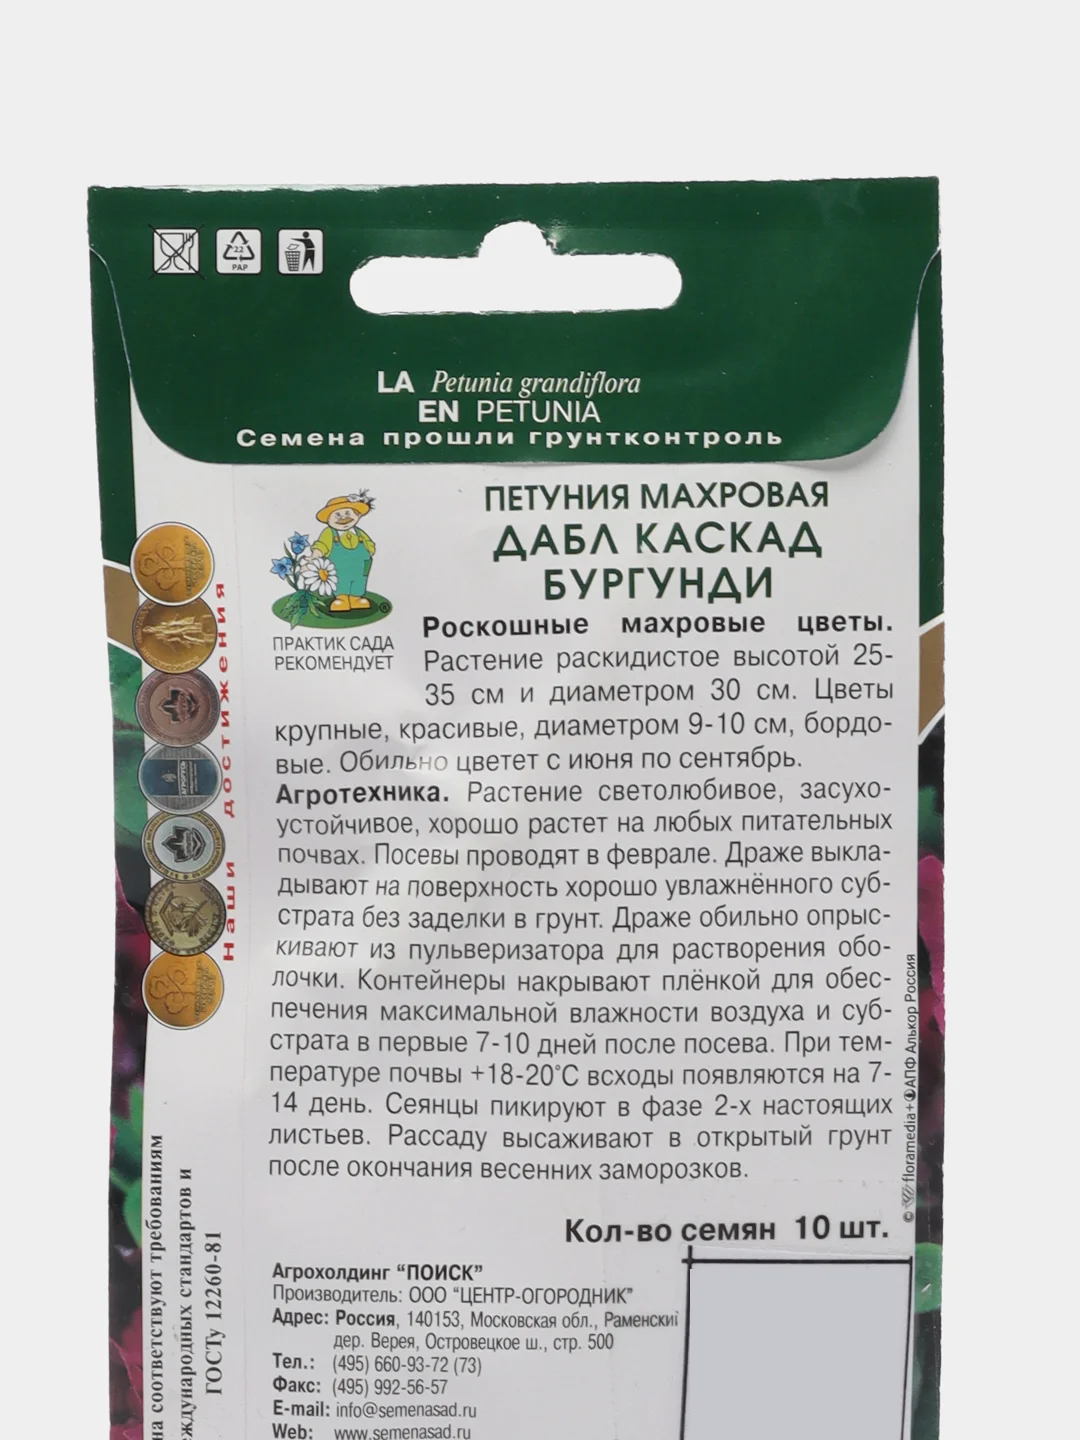 22
PAP
LA Petunia grandiflora
EN PETUNIA
Семена прошли грунтконтроль
ПЕТУНИЯ МАХРОВАЯ
ДАБЛ КАСКАД
БУРГУНДИ
ПРАКТИК САДА
РЕКОМЕНДУЕТ
®
Роскошные махровые цветы.
Растение раскидистое высотой 25-
35 см и диаметром 30 см. Цветы
крупные, красивые, диаметром 9-10 см, бордо-
вые. Обильно цветет с июня по сентябрь.
Агротехника. Растение светолюбивое, засухо-
устойчивое, хорошо растет на любых питательных
почвах. Посевы проводят в феврале. Драже выкла-
дывают на поверхность хорошо увлажнённого суб-
страта без заделки в грунт. Драже обильно опрыс-
кивают из пульверизатора для растворения обо-
лочки. Контейнеры накрывают плёнкой для обес-
печения максимальной влажности воздуха и суб-
страта в первые 7-10 дней после посева. При тем-
пературе почвы +18-20°С всходы появляются на 7-
14 день. Сеянцы пикируют в фазе 2-х настоящих
листьев. Рассаду высаживают в открытый грунт
после окончания весенних заморозков.
Кол-во семян 10 шт.
Агрохолдинг "ПОИСК"
Производитель: ООО "ЦЕНТР-ОГОРОДНИК"
Адрес: Россия, 140153, Московская обл., Раменский
дер. Верея, Островецкое ш., стр. 500
Тел.: (495) 660-93-72 (73)
Факс: (495) 992-56-57
E-mail: info@semenasad.ru
Web: www.semenasad.ru
Наши достижения
на соответствуют требованиям
еждународных стандартов и
ГОСТу 12260-81
© floramedia+ АПФ Алькор Россия